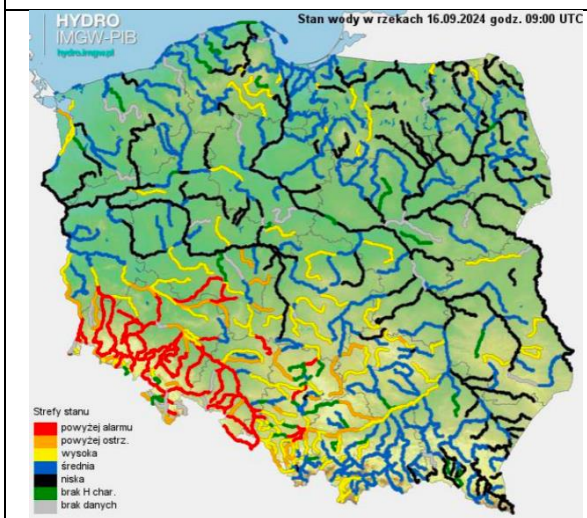 HYDRO
IMGW-PIB
hydro.imgw.pl
Stan wody w rzekach 16.09.2024 godz. 09:00 UTC
Strefy stanu
powyżej alarmu
powyżej ostrz.
wysoka
średnia
niska
brak H char.
brak danych